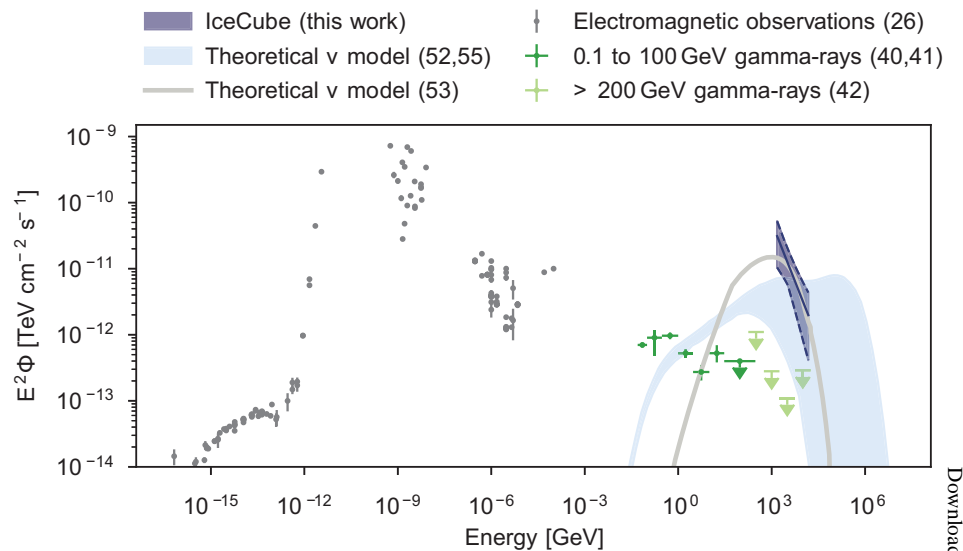 IceCube (this work)
Theoretical ν model (52,55)
Theoretical ν model (53)
Electromagnetic observations (26)
0.1 to 100 GeV gamma-rays (40,41)
> 200 GeV gamma-rays (42)
E²Φ [TeV cm⁻² s⁻¹]
10⁻⁹
10⁻¹⁰
10⁻¹¹
10⁻¹²
10⁻¹³
10⁻¹⁴
10⁻¹⁵ 10⁻¹² 10⁻⁹ 10⁻⁶ 10⁻³ 10⁰ 10³ 10⁶
Energy [GeV]
Download